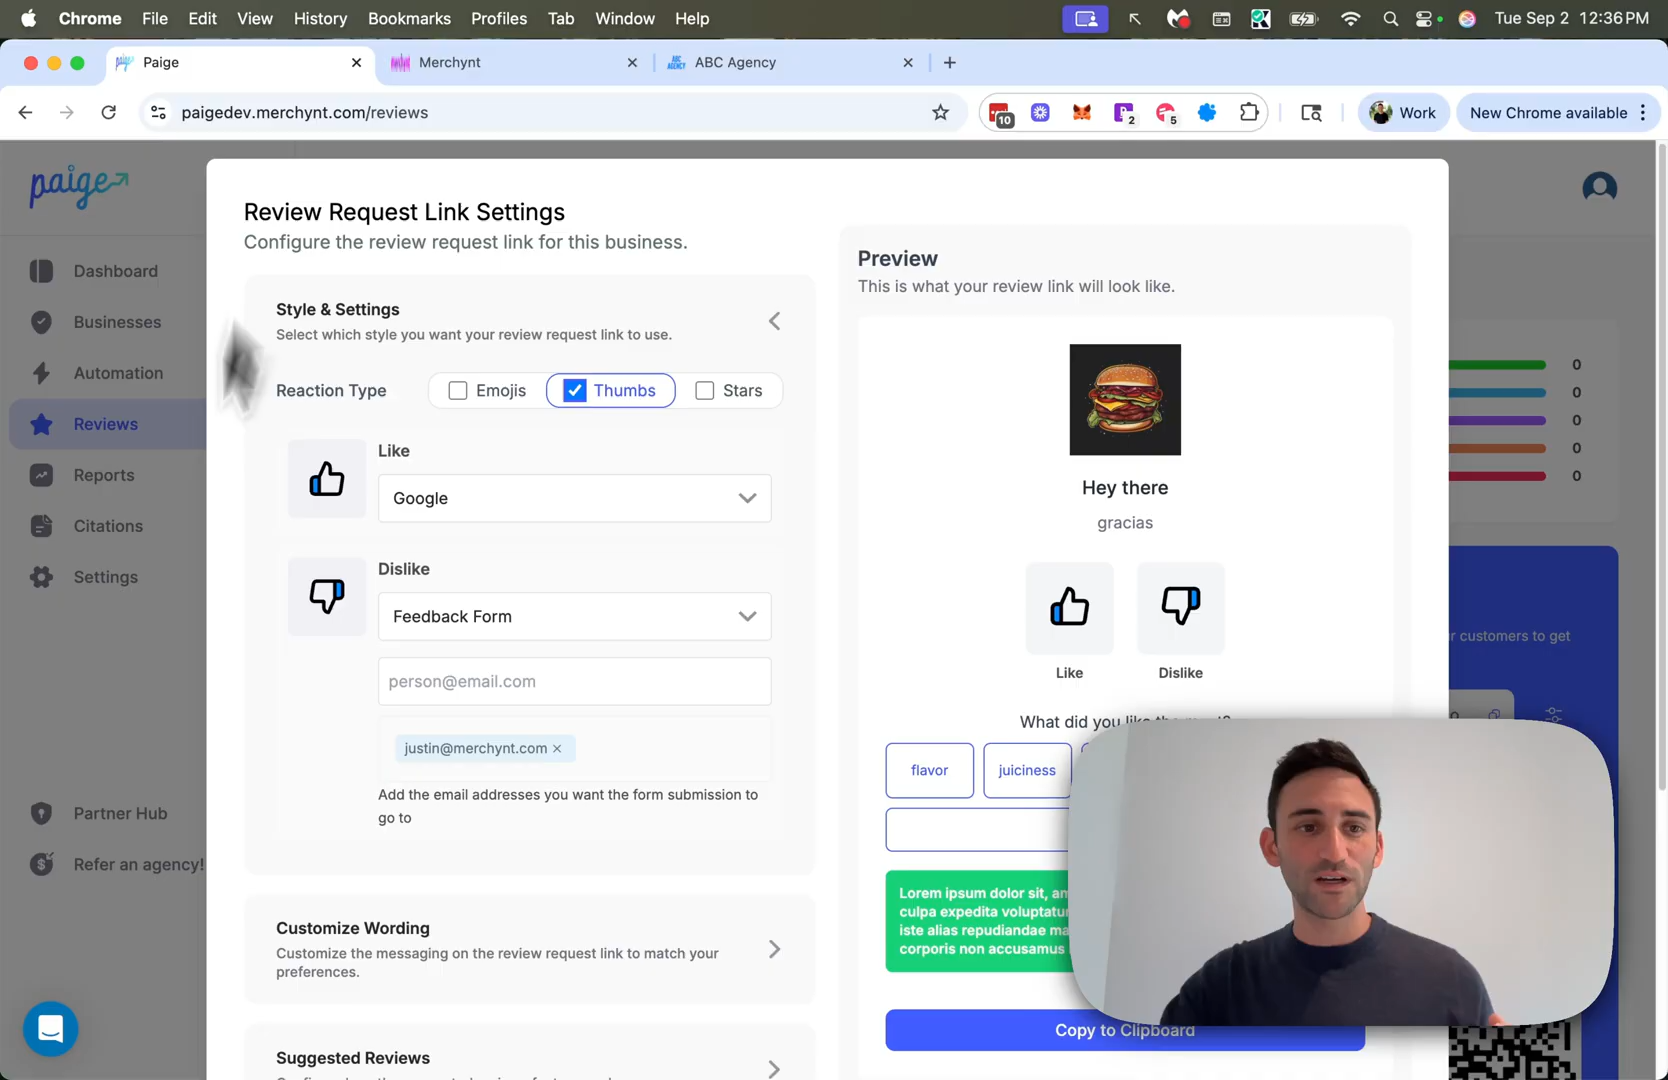 Chrome File Edit View History Bookmarks Profiles Tab Window Help
Tue Sep 2 12:36 PM
Paige
Merchynt
ABC AGENCY
ABC Agency
paigedev.merchynt.com/reviews
10
2
5
Work
New Chrome available
paige
Dashboard
Businesses
Automation
Reviews
Reports
Citations
Settings
Partner Hub
Refer an agency!
Review Request Link Settings
Configure the review request link for this business.
Style & Settings
Select which style you want your review request link to use.
Reaction Type
Emojis
Thumbs
Stars
Like
Google
Dislike
Feedback Form
person@email.com
justin@merchynt.com
Add the email addresses you want the form submission to
go to
Customize Wording
Customize the messaging on the review request link to match your
preferences.
Suggested Reviews
Preview
This is what your review link will look like.
Hey there
gracias
Like
Dislike
What did you like the most?
flavor
juiciness
Lorem ipsum dolor sit,
culpa expedita
iste alias repudiandae
corporis non accusamus
Copy to Clipboard
0
0
0
0
0
customers to get